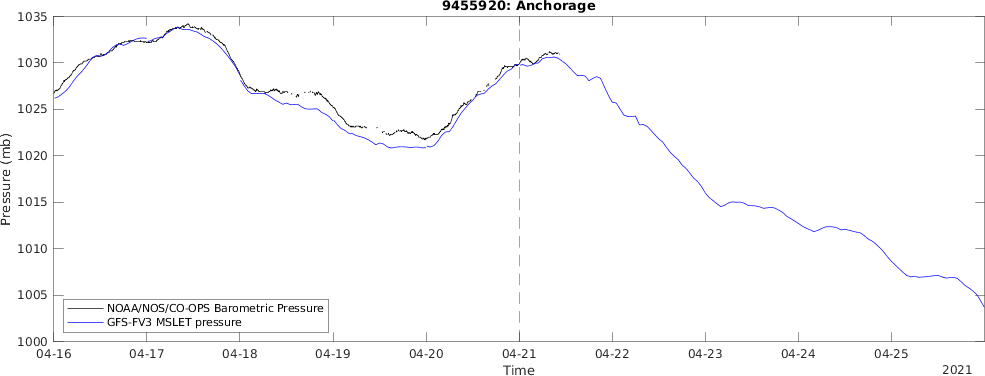 9455920: Anchorage
1035
1030
1025
1020
1015
1010
1005
1000
Pressure (mb)
NOAA/NOS/CO-OPS Barometric Pressure
GFS-FV3 MSLET pressure
04-16 04-17 04-18 04-19 04-20 04-21 04-22 04-23 04-24 04-25
Time
2021